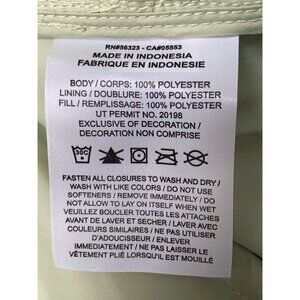 RN#56323 - CA#05553
MADE IN INDONESIA
FABRIQUE EN INDONESIE
BODY / CORPS: 100% POLYESTER
LINING / DOUBLURE: 100% POLYESTER
FILL / REMPLISSAGE: 100% POLYESTER
UT PERMIT NO. 20198
EXCLUSIVE OF DECORATION /
DECORATION NON COMPRISE
30C
FASTEN ALL CLOSURES TO WASH AND DRY /
WASH WITH LIKE COLORS / DO NOT USE
SOFTENERS / REMOVE IMMEDIATELY / DO
NOT ALLOW TO LAY ON ITSELF WHEN WET
VEUILLEZ BOUCLER TOUTES LES ATTACHES
AVANT DE LAVER ET SECHER / LAVER AVEC
COULEURS SIMILAIRES / NE PAS UTILISER
D'ADOUCISSEUR / ENLEVER
IMMEDIATEMENT / NE PAS LAISSER LE
VÊTEMENT PLIÉ LORSQU'IL EST MOUILLÉ